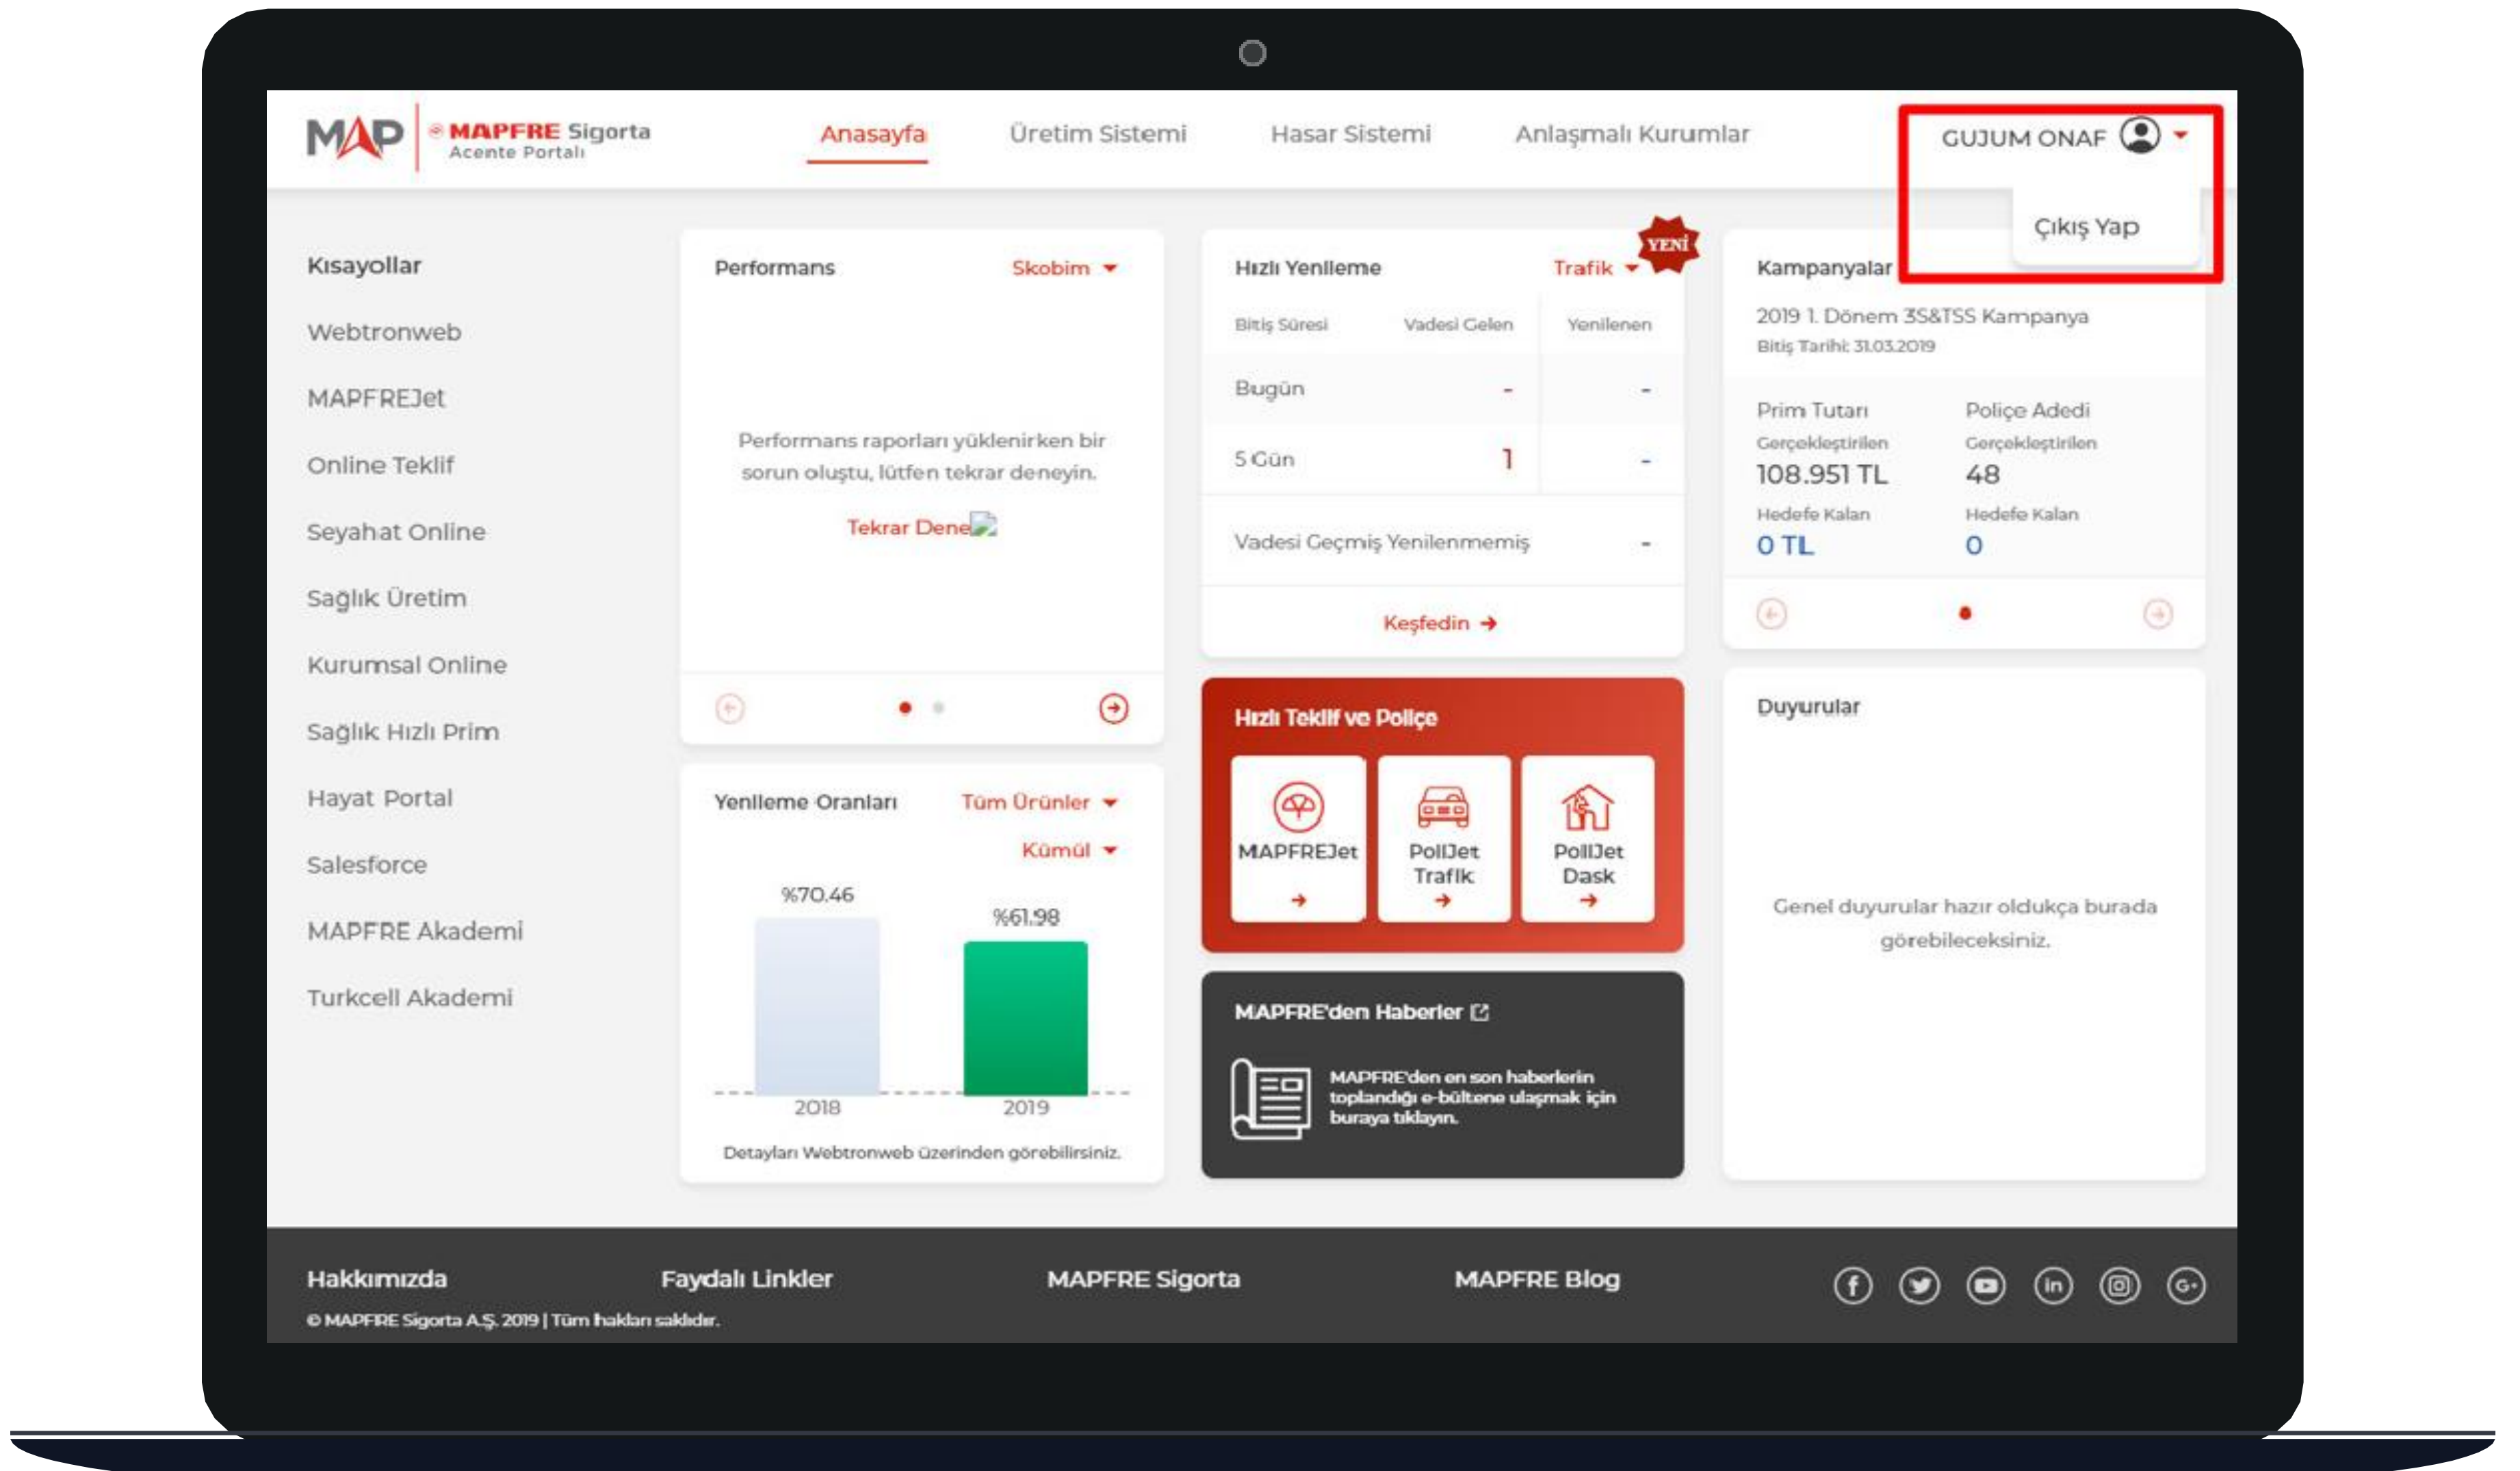 MAP
MAPFRE Sigorta
Acente Portalı
Anasayfa
Üretim Sistemi
Hasar Sistemi
Anlaşmalı Kurumlar
GUJUM ONAF
Çıkış Yap
Kısayollar
Webtronweb
MAPFREJet
Online Teklif
Seyahat Online
Sağlık Üretim
Kurumsal Online
Sağlık Hızlı Prim
Hayat Portal
Salesforce
MAPFRE Akademi
Turkcell Akademi
Performans
Skobim
Performans raporları yüklenirken bir
sorun oluştu, lütfen tekrar deneyin.
Tekrar Dene
Yenileme Oranları
Tüm Ürünler
Kümül
%70.46
%61.98
2018
2019
Detayları Webtronweb üzerinden görebilirsiniz.
Hızlı Yenileme
Trafik
YENİ
Bitiş Süresi
Vadesi Gelen
Yenilenen
Bugün
-
-
5 Gün
1
-
Vadesi Geçmiş Yenilenmemiş
-
Keşfedin
Hızlı Teklif ve Poliçe
MAPFREJet
PoliJet
Trafik
PoliJet
Dask
MAPFRE'den Haberler
MAPFRE'den en son haberlerin
toplandığı e-bültene ulaşmak için
buraya tıklayın.
Kampanyalar
2019 1. Dönem 3S&TSS Kampanya
Bitiş Tarihi: 31.03.2019
Prim Tutarı
Poliçe Adedi
Gerçekleştirilen
Gerçekleştirilen
108.951 TL
48
Hedefe Kalan
Hedefe Kalan
0 TL
0
Duyurular
Genel duyurular hazır oldukça burada
görebileceksiniz.
Hakkımızda
Faydalı Linkler
MAPFRE Sigorta
MAPFRE Blog
© MAPFRE Sigorta A.Ş. 2019 | Tüm hakları saklıdır.